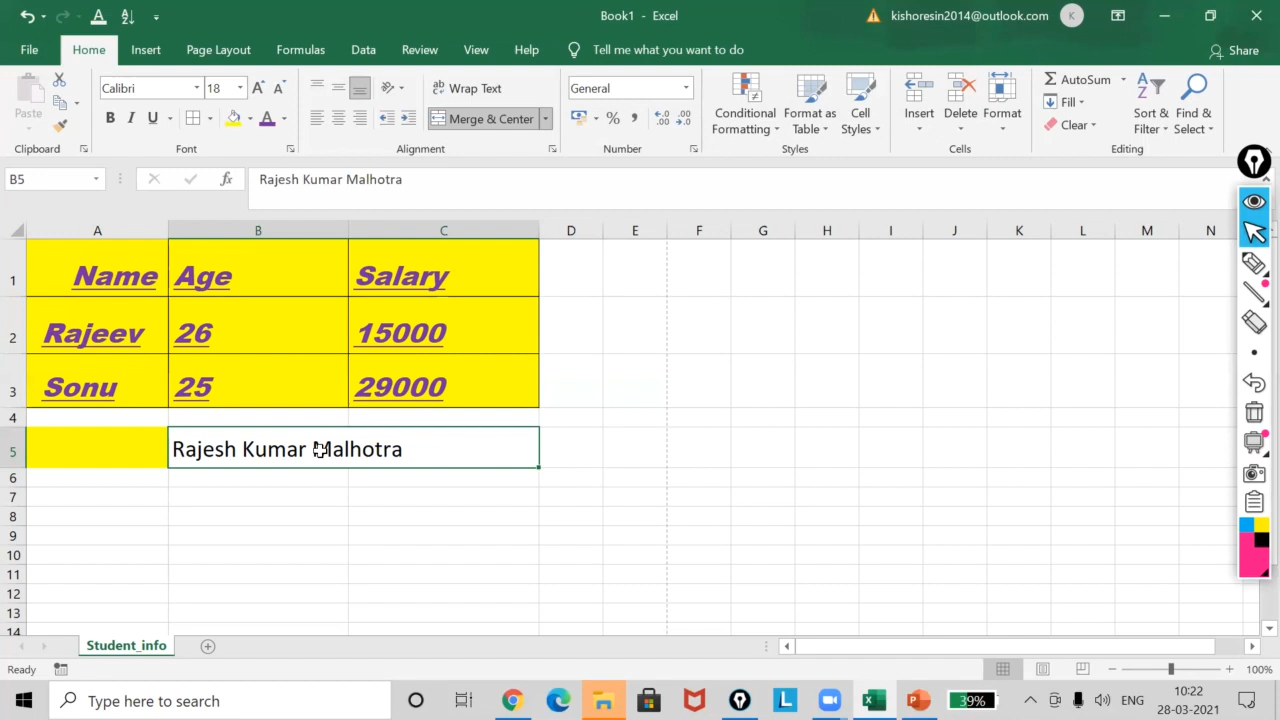 Book1 - Excel
kishoresin2014@outlook.com
K
File Home Insert Page Layout Formulas Data Review View Help Tell me what you want to do
Share
Paste
Calibri 18
B I U
Wrap Text
Merge & Center
General
Conditional Formatting
Format as Table
Cell Styles
Insert Delete Format
AutoSum
Fill
Clear
Sort & Filter
Find & Select
Clipboard Font Alignment Number Styles Cells Editing
B5
fx
Rajesh Kumar Malhotra
A B C D E F G H I J K L M N
1 Name Age Salary
2 Rajeev 26 15000
3 Sonu 25 29000
4
5 Rajesh Kumar Malhotra
6
7
8
9
10
11
12
13
14
Student_info
Ready
100%
Type here to search
39%
ENG
10:22
28-03-2021